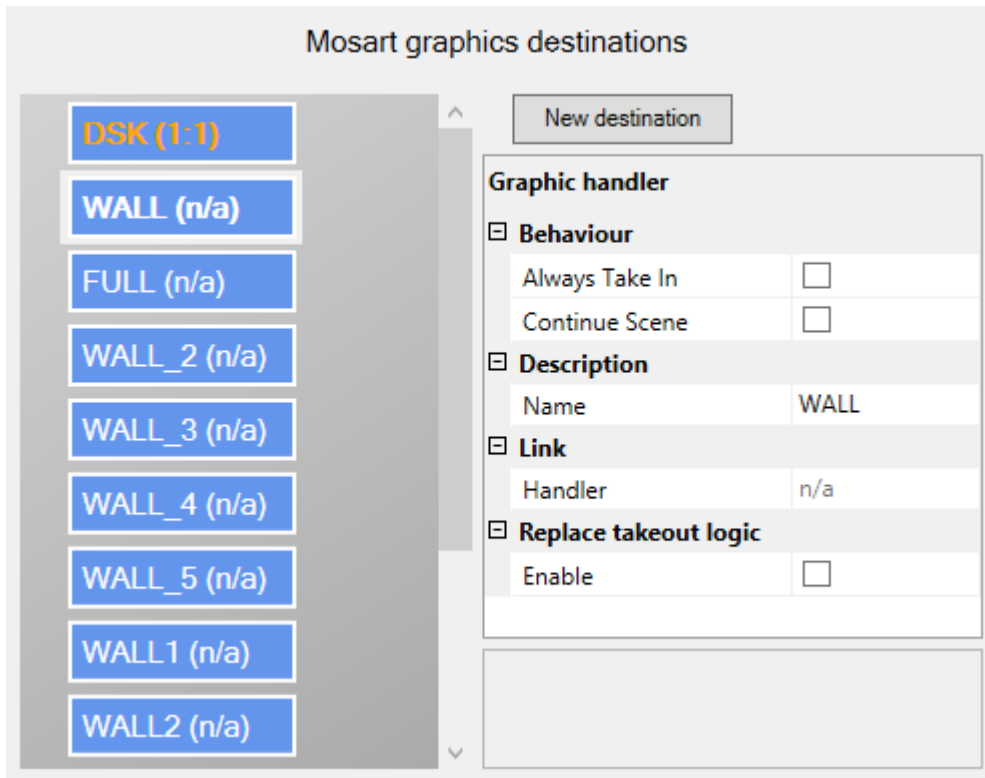 Mosart graphics destinations
DSK (1:1)
WALL (n/a)
FULL (n/a)
WALL_2 (n/a)
WALL_3 (n/a)
WALL_4 (n/a)
WALL_5 (n/a)
WALL1 (n/a)
WALL2 (n/a)
New destination
Graphic handler
Behaviour
Always Take In
Continue Scene
Description
Name WALL
Link
Handler n/a
Replace takeout logic
Enable